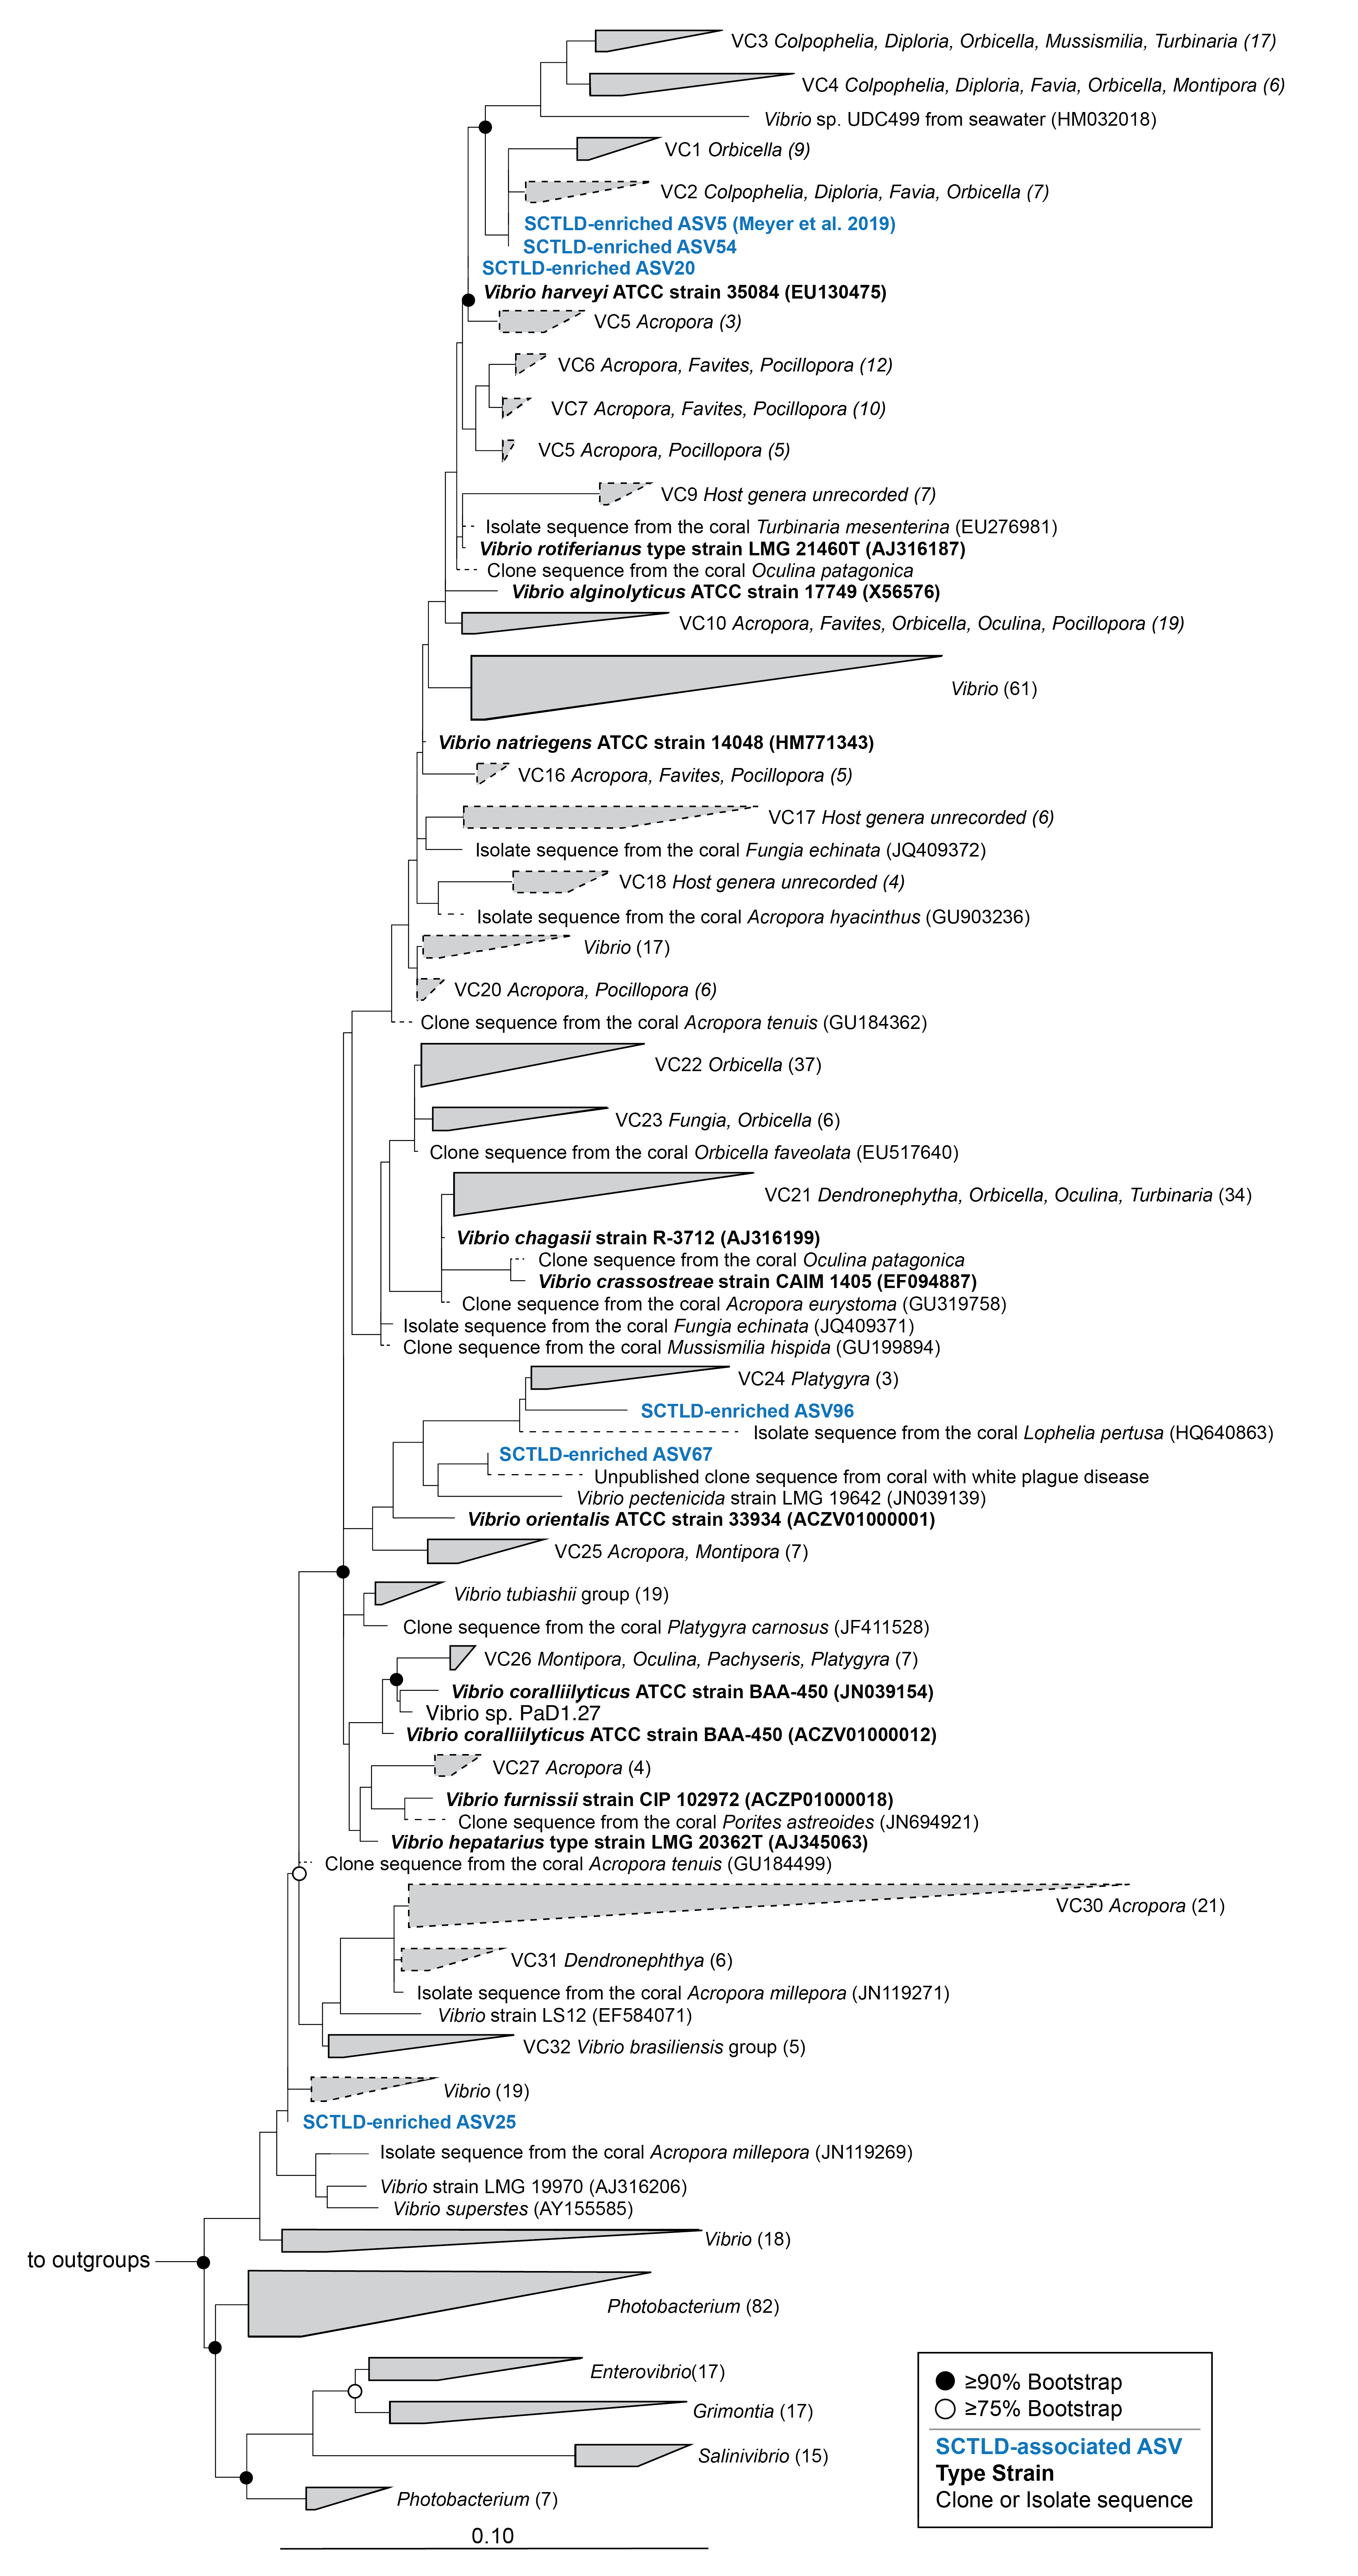 VC3 Colpophelia, Diploria, Orbicella, Mussismilia, Turbinaria (17)
VC4 Colpophelia, Diploria, Favia, Orbicella, Montipora (6)
Vibrio sp. UDC499 from seawater (HM032018)
VC1 Orbicella (9)
VC2 Colpophelia, Diploria, Favia, Orbicella (7)
SCTLD-enriched ASV5 (Meyer et al. 2019)
SCTLD-enriched ASV54
SCTLD-enriched ASV20
Vibrio harveyi ATCC strain 35084 (EU130475)
VC5 Acropora (3)
VC6 Acropora, Favites, Pocillopora (12)
VC7 Acropora, Favites, Pocillopora (10)
VC5 Acropora, Pocillopora (5)
VC9 Host genera unrecorded (7)
Isolate sequence from the coral Turbinaria mesenterina (EU276981)
Vibrio rotiferianus type strain LMG 21460T (AJ316187)
Clone sequence from the coral Oculina patagonica
Vibrio alginolyticus ATCC strain 17749 (X56576)
VC10 Acropora, Favites, Orbicella, Oculina, Pocillopora (19)
Vibrio (61)
Vibrio natriegens ATCC strain 14048 (HM771343)
VC16 Acropora, Favites, Pocillopora (5)
VC17 Host genera unrecorded (6)
Isolate sequence from the coral Fungia echinata (JQ409372)
VC18 Host genera unrecorded (4)
Isolate sequence from the coral Acropora hyacinthus (GU903236)
Vibrio (17)
VC20 Acropora, Pocillopora (6)
Clone sequence from the coral Acropora tenuis (GU184362)
VC22 Orbicella (37)
VC23 Fungia, Orbicella (6)
Clone sequence from the coral Orbicella faveolata (EU517640)
VC21 Dendronephytha, Orbicella, Oculina, Turbinaria (34)
Vibrio chagasii strain R-3712 (AJ316199)
Clone sequence from the coral Oculina patagonica
Vibrio crassostreae strain CAIM 1405 (EF094887)
Clone sequence from the coral Acropora eurystoma (GU319758)
Isolate sequence from the coral Fungia echinata (JQ409371)
Clone sequence from the coral Mussismilia hispida (GU199894)
VC24 Platygyra (3)
SCTLD-enriched ASV96
Isolate sequence from the coral Lophelia pertusa (HQ640863)
SCTLD-enriched ASV67
Unpublished clone sequence from coral with white plague disease
Vibrio pectenicida strain LMG 19642 (JN039139)
Vibrio orientalis ATCC strain 33934 (ACZV01000001)
VC25 Acropora, Montipora (7)
Vibrio tubiashii group (19)
Clone sequence from the coral Platygyra carnosus (JF411528)
VC26 Montipora, Oculina, Pachyseris, Platygyra (7)
Vibrio coralliilyticus ATCC strain BAA-450 (JN039154)
Vibrio sp. PaD1.27
Vibrio coralliilyticus ATCC strain BAA-450 (ACZV01000012)
VC27 Acropora (4)
Vibrio furnissii strain CIP 102972 (ACZP01000018)
Clone sequence from the coral Porites astreoides (JN694921)
Vibrio hepatarius type strain LMG 20362T (AJ345063)
Clone sequence from the coral Acropora tenuis (GU184499)
VC30 Acropora (21)
VC31 Dendronephthya (6)
Isolate sequence from the coral Acropora millepora (JN119271)
Vibrio strain LS12 (EF584071)
VC32 Vibrio brasiliensis group (5)
Vibrio (19)
SCTLD-enriched ASV25
Isolate sequence from the coral Acropora millepora (JN119269)
Vibrio strain LMG 19970 (AJ316206)
Vibrio superstes (AY155585)
Vibrio (18)
to outgroups
Photobacterium (82)
Enterovibrio(17)
Grimontia (17)
Salinivibrio (15)
Photobacterium (7)
0.10
≥90% Bootstrap
≥75% Bootstrap
SCTLD-associated ASV
Type Strain
Clone or Isolate sequence